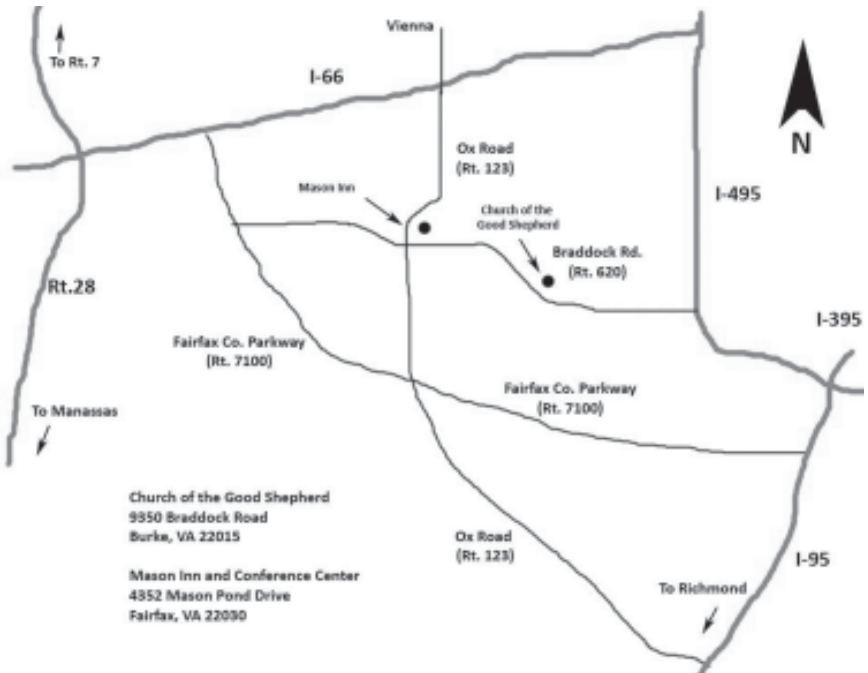 Vienna
To Rt. 7
I-66
Ox Road
(Rt. 123)
N
Mason Inn
Church of the
Good Shepherd
I-495
Braddock Rd.
(Rt. 620)
Rt.28
I-395
Fairfax Co. Parkway
(Rt. 7100)
Fairfax Co. Parkway
(Rt. 7100)
To Manassas
Church of the Good Shepherd
9350 Braddock Road
Burke, VA 22015
Ox Road
(Rt. 123)
I-95
Mason Inn and Conference Center
4352 Mason Pond Drive
Fairfax, VA 22030
To Richmond